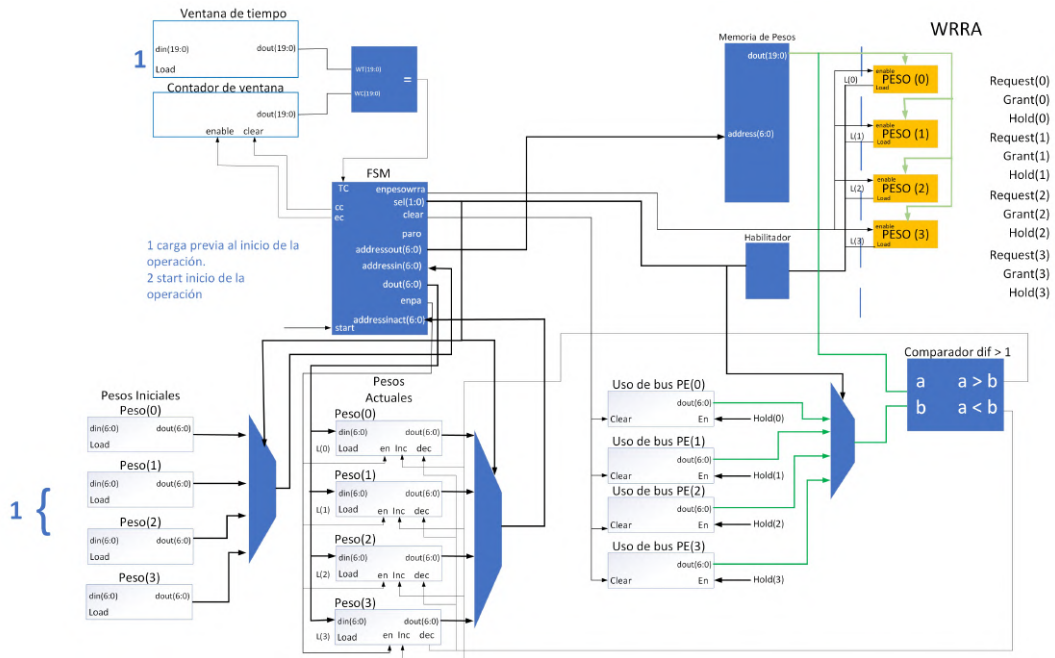 Ventana de tiempo
1
din(19:0)
dout(19:0)
Load
Contador de ventana
dout(19:0)
enable clear
WT(19:0)
WC(19:0)
=
Memoria de Pesos
dout(19:0)
address(6:0)
WRRA
L(0)
enable
PESO (0)
Load
L(1)
enable
PESO (1)
Load
L(2)
enable
PESO (2)
Load
L(3)
enable
PESO (3)
Load
Request(0)
Grant(0)
Hold(0)
Request(1)
Grant(1)
Hold(1)
Request(2)
Grant(2)
Hold(2)
Request(3)
Grant(3)
Hold(3)
FSM
TC
enpesowrra
sel(1:0)
cc
clear
ec
paro
addressout(6:0)
addressin(6:0)
dout(6:0)
enpa
addressinact(6:0)
start
1 carga previa al inicio de la
operación.
2 start inicio de la
operación
Habilitador
Comparador dif > 1
a a > b
b a < b
Pesos Iniciales
1 {
Peso(0)
din(6:0) dout(6:0)
Load
Peso(1)
din(6:0) dout(6:0)
Load
Peso(2)
din(6:0) dout(6:0)
Load
Peso(3)
din(6:0) dout(6:0)
Load
Pesos
Actuales
Peso(0)
din(6:0) dout(6:0)
L(0) Load
en Inc dec
Peso(1)
din(6:0) dout(6:0)
L(1) Load
en Inc dec
Peso(2)
din(6:0) dout(6:0)
L(2) Load
en Inc dec
Peso(3)
din(6:0) dout(6:0)
L(3) Load
en Inc dec
Uso de bus PE(0)
dout(6:0)
Clear En Hold(0)
Uso de bus PE(1)
dout(6:0)
Clear En Hold(1)
Uso de bus PE(2)
dout(6:0)
Clear En Hold(2)
Uso de bus PE(3)
dout(6:0)
Clear En Hold(3)